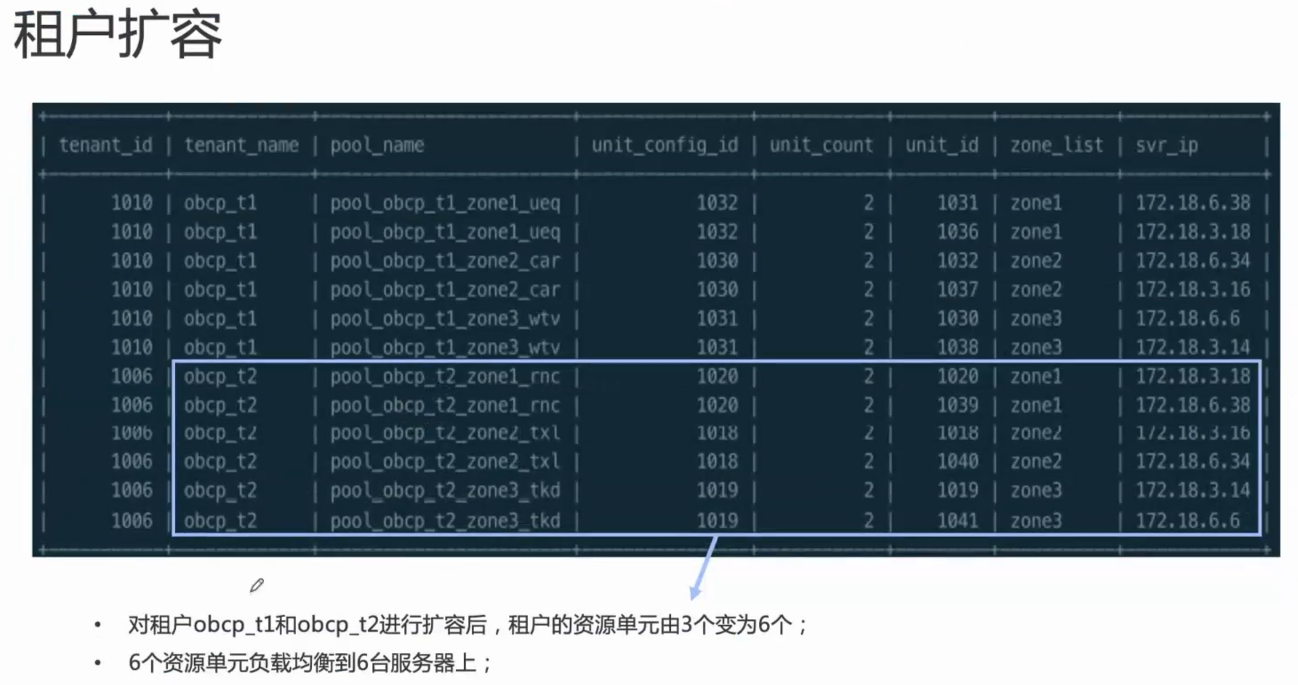 租户扩容
| tenant_id | tenant_name | pool_name | unit_config_id | unit_count | unit_id | zone_list | svr_ip |
| 1010 | obcp_t1 | pool_obcp_t1_zone1_ueq | 1032 | 2 | 1031 | zone1 | 172.18.6.38 |
| 1010 | obcp_t1 | pool_obcp_t1_zone1_ueq | 1032 | 2 | 1036 | zone1 | 172.18.3.18 |
| 1010 | obcp_t1 | pool_obcp_t1_zone2_car | 1030 | 2 | 1032 | zone2 | 172.18.6.34 |
| 1010 | obcp_t1 | pool_obcp_t1_zone2_car | 1030 | 2 | 1037 | zone2 | 172.18.3.16 |
| 1010 | obcp_t1 | pool_obcp_t1_zone3_wtv | 1031 | 2 | 1030 | zone3 | 172.18.6.6 |
| 1010 | obcp_t1 | pool_obcp_t1_zone3_wtv | 1031 | 2 | 1038 | zone3 | 172.18.3.14 |
| 1006 | obcp_t2 | pool_obcp_t2_zone1_rnc | 1020 | 2 | 1020 | zone1 | 172.18.3.18 |
| 1006 | obcp_t2 | pool_obcp_t2_zone1_rnc | 1020 | 2 | 1039 | zone1 | 172.18.6.38 |
| 1006 | obcp_t2 | pool_obcp_t2_zone2_txl | 1018 | 2 | 1018 | zone2 | 172.18.3.16 |
| 1006 | obcp_t2 | pool_obcp_t2_zone2_txl | 1018 | 2 | 1040 | zone2 | 172.18.6.34 |
| 1006 | obcp_t2 | pool_obcp_t2_zone3_tkd | 1019 | 2 | 1019 | zone3 | 172.18.3.14 |
| 1006 | obcp_t2 | pool_obcp_t2_zone3_tkd | 1019 | 2 | 1041 | zone3 | 172.18.6.6 |
• 对租户obcp_t1和obcp_t2进行扩容后，租户的资源单元由3个变为6个；
• 6个资源单元负载均衡到6台服务器上；